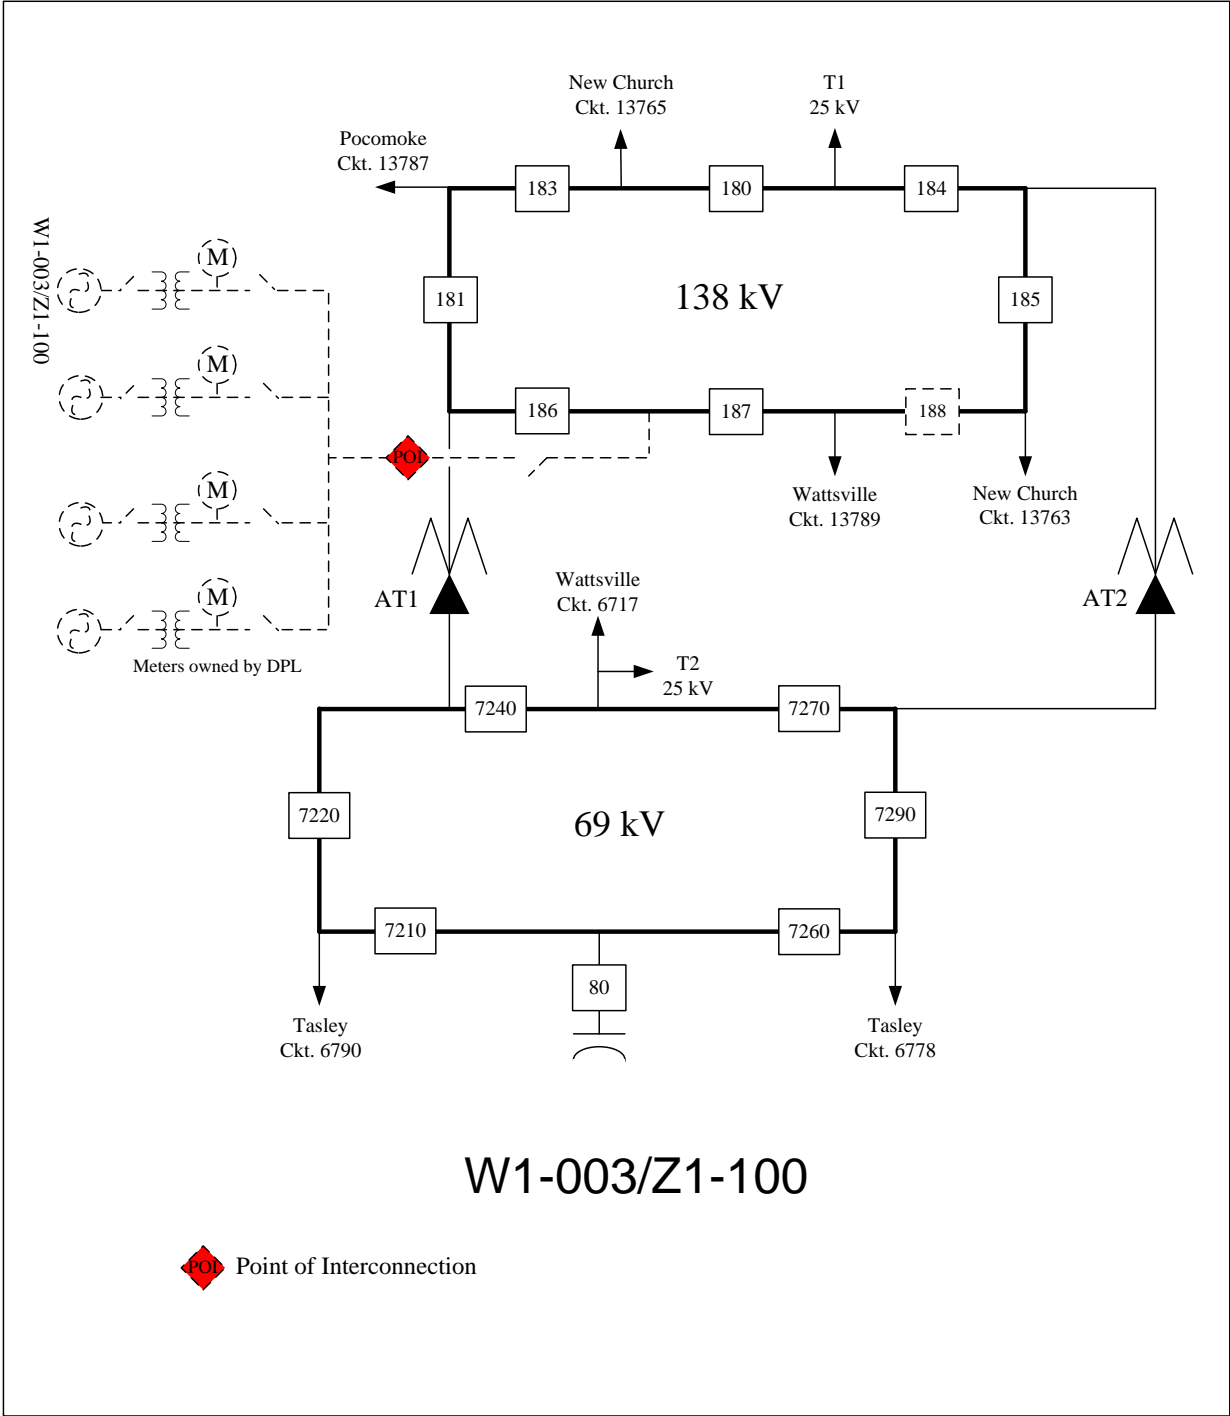 New Church
Ckt. 13765
T1
25 kV
Pocomoke
Ckt. 13787
183
180
184
W1-003/Z1-100
M
181
138 kV
185
M
186
187
188
POI
Wattsville
Ckt. 13789
New Church
Ckt. 13763
M
Wattsville
Ckt. 6717
AT1
AT2
M
Meters owned by DPL
T2
25 kV
7240
7270
7220
69 kV
7290
7210
7260
80
Tasley
Ckt. 6790
Tasley
Ckt. 6778
W1-003/Z1-100
POI Point of Interconnection